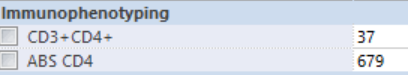 Immunophenotyping
CD3+CD4+ 37
ABS CD4 679